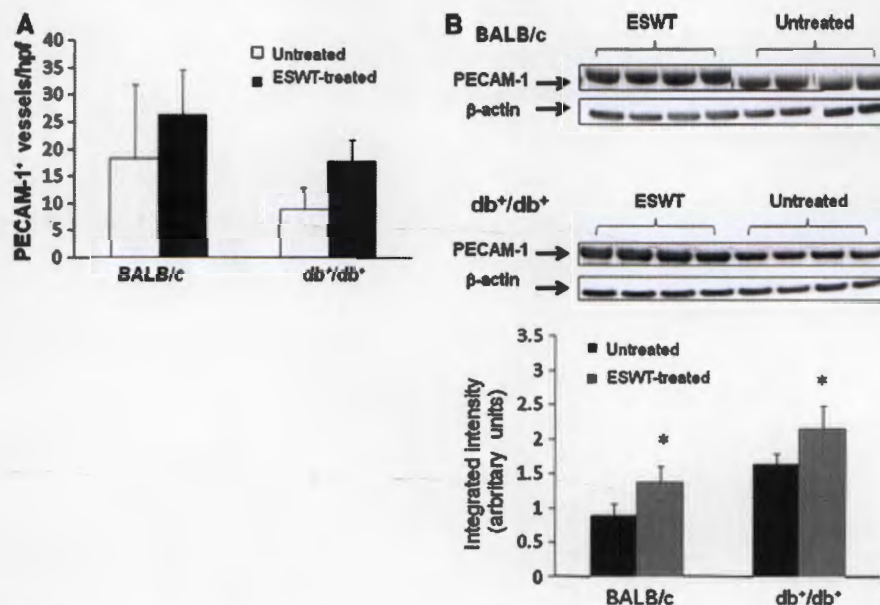 A
PECAM-1⁺ vessels/hpf
45
40
35
30
25
20
15
10
5
0
Untreated
ESWT-treated
BALB/c
db⁺/db⁺
B
BALB/c
ESWT
Untreated
PECAM-1
β-actin
db⁺/db⁺
ESWT
Untreated
PECAM-1
β-actin
Integrated intensity
(arbritary units)
3.5
3
2.5
2
1.5
1
0.5
0
Untreated
ESWT-treated
*
*
BALB/c
db⁺/db⁺